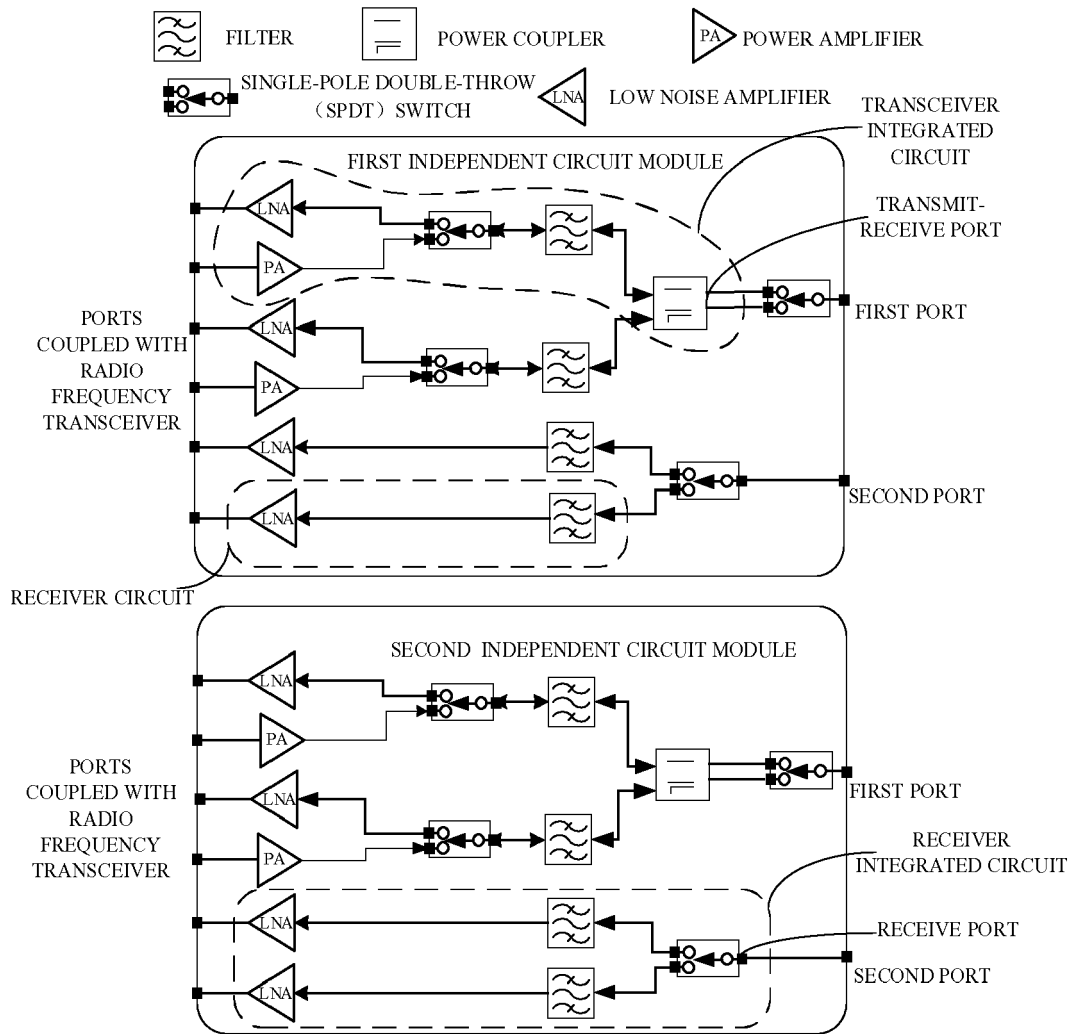 FILTER
POWER COUPLER
PA
POWER AMPLIFIER
SINGLE-POLE DOUBLE-THROW
(SPDT) SWITCH
LNA
LOW NOISE AMPLIFIER
TRANSCEIVER
INTEGRATED
CIRCUIT
FIRST INDEPENDENT CIRCUIT MODULE
LNA
TRANSMIT-
RECEIVE PORT
PA
FIRST PORT
PORTS
COUPLED WITH
RADIO
FREQUENCY
TRANSCEIVER
LNA
PA
LNA
SECOND PORT
LNA
RECEIVER CIRCUIT
SECOND INDEPENDENT CIRCUIT MODULE
LNA
PA
PORTS
COUPLED WITH
RADIO
FREQUENCY
TRANSCEIVER
LNA
FIRST PORT
PA
RECEIVER
INTEGRATED CIRCUIT
LNA
RECEIVE PORT
SECOND PORT
LNA